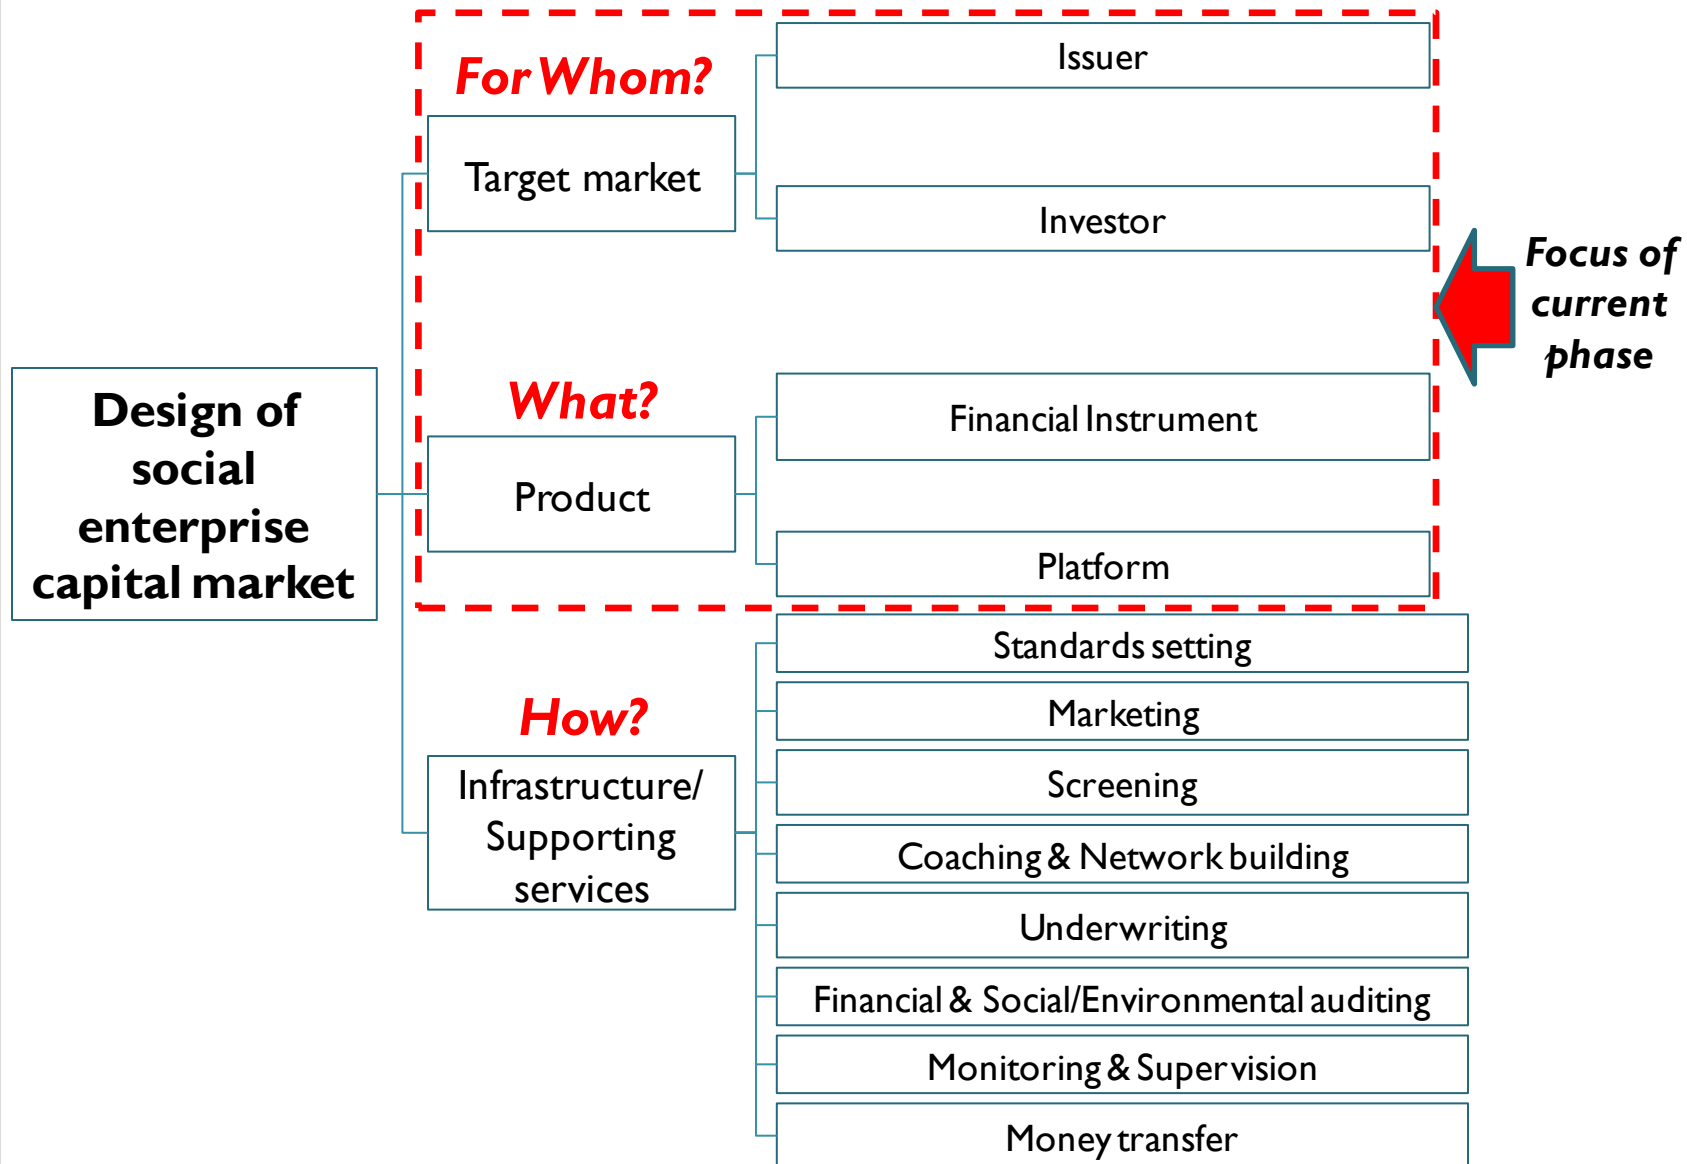 For Whom?
Issuer
Target market
Investor
Focus of
current
phase
Design of
social
enterprise
capital market
What?
Financial Instrument
Product
Platform
Standards setting
How?
Marketing
Infrastructure/
Supporting
services
Screening
Coaching & Network building
Underwriting
Financial & Social/Environmental auditing
Monitoring & Supervision
Money transfer